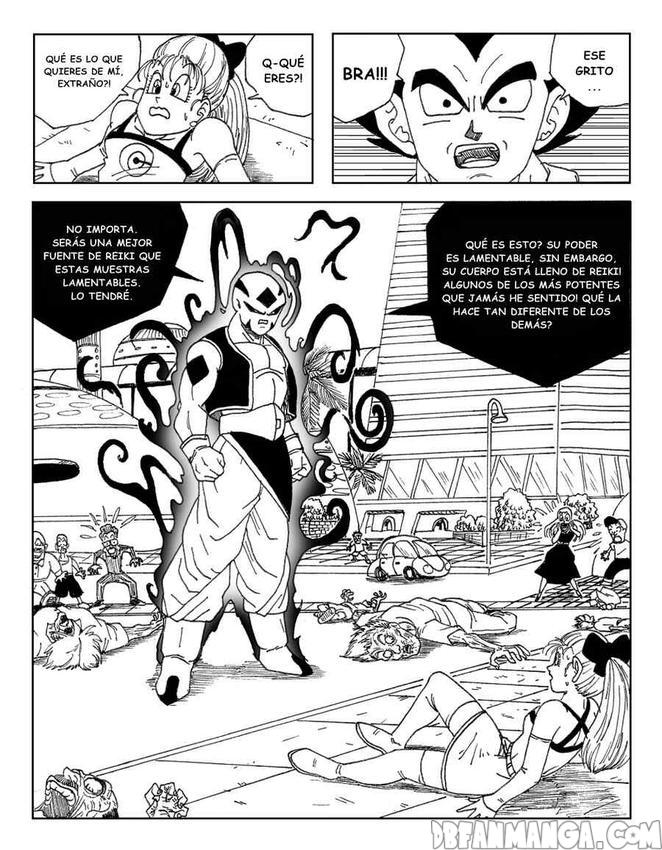 QUÉ ES LO QUE
QUIERES DE MÍ,
EXTRAÑO?!
Q-QUÉ
ERES?!
BRA!!!
ESE
GRITO
...
NO IMPORTA.
SERÁS UNA MEJOR
FUENTE DE REIKI QUE
ESTAS MUESTRAS
LAMENTABLES.
LO TENDRÉ.
QUÉ ES ESTO? SU PODER
ES LAMENTABLE, SIN EMBARGO,
SU CUERPO ESTÁ LLENO DE REIKI!
ALGUNOS DE LOS MÁS POTENTES
QUE JAMÁS HE SENTIDO! QUÉ LA
HACE TAN DIFERENTE DE LOS
DEMÁS?
DBFANMANGA.COM